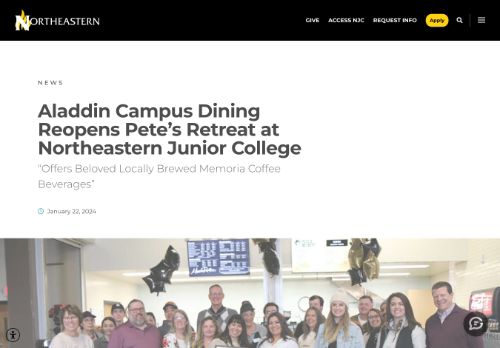 NORTHEASTERN
GIVE ACCESS NJC REQUEST INFO Apply
NEWS
Aladdin Campus Dining
Reopens Pete’s Retreat at
Northeastern Junior College
“Offers Beloved Locally Brewed Memoria Coffee
Beverages”
January 22, 2024